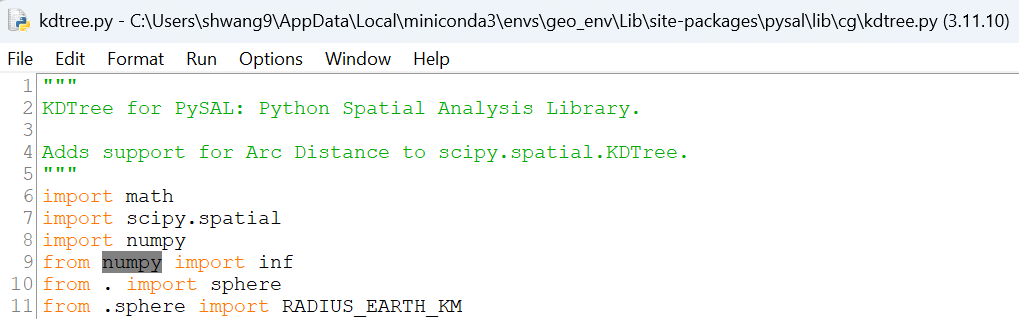 kdtree.py - C:\Users\shwang9\AppData\Local\miniconda3\envs\geo_env\Lib\site-packages\pysal\lib\cg\kdtree.py (3.11.10)
File Edit Format Run Options Window Help
1 """
2 KDTree for PySAL: Python Spatial Analysis Library.
3
4 Adds support for Arc Distance to scipy.spatial.KDTree.
5 """
6 import math
7 import scipy.spatial
8 import numpy
9 from numpy import inf
10 from . import sphere
11 from .sphere import RADIUS_EARTH_KM